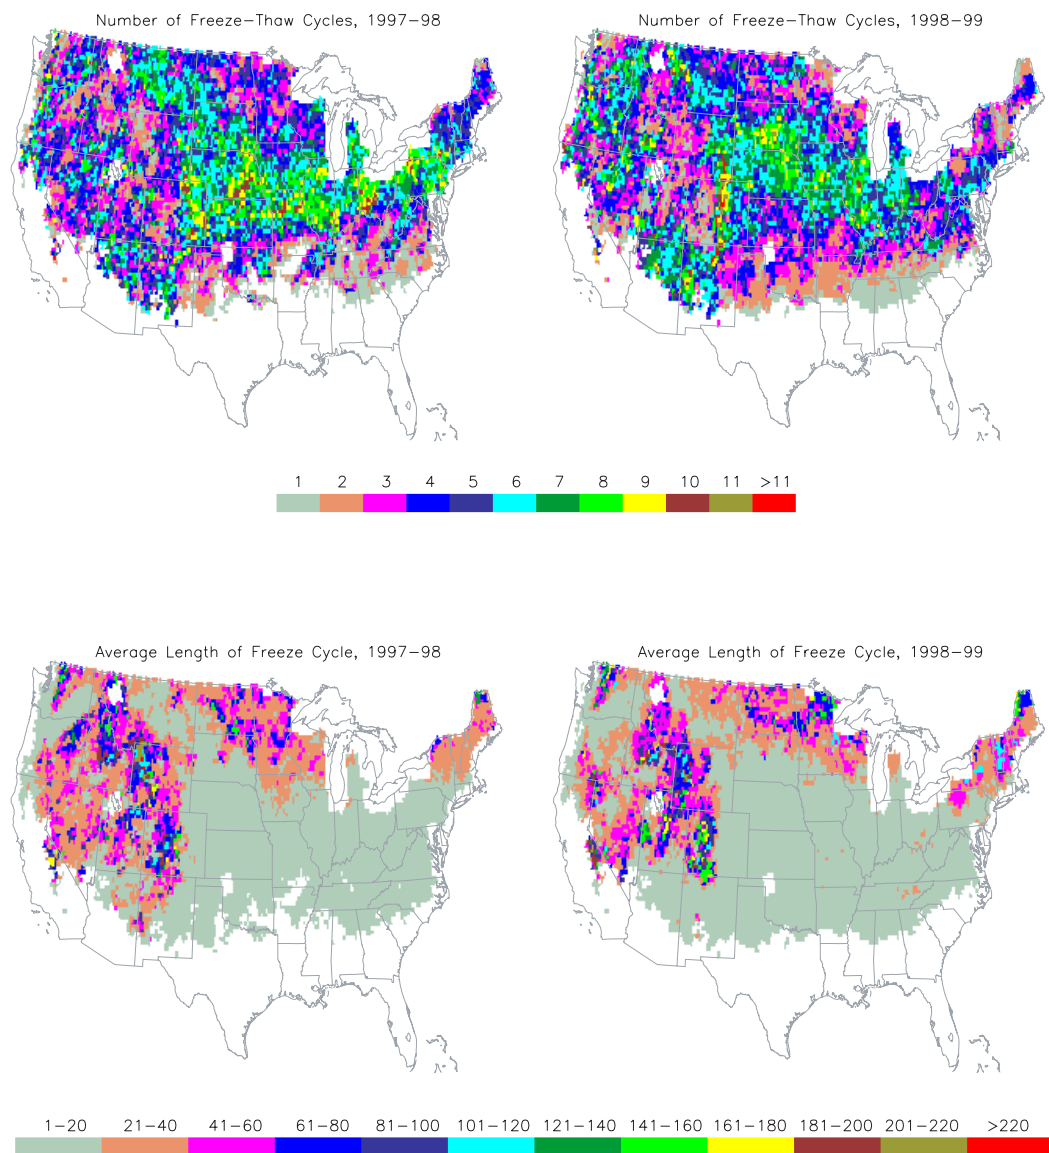 Number of Freeze-Thaw Cycles, 1997-98
Number of Freeze-Thaw Cycles, 1998-99
1 2 3 4 5 6 7 8 9 10 11 >11
Average Length of Freeze Cycle, 1997-98
Average Length of Freeze Cycle, 1998-99
1-20 21-40 41-60 61-80 81-100 101-120 121-140 141-160 161-180 181-200 201-220 >220